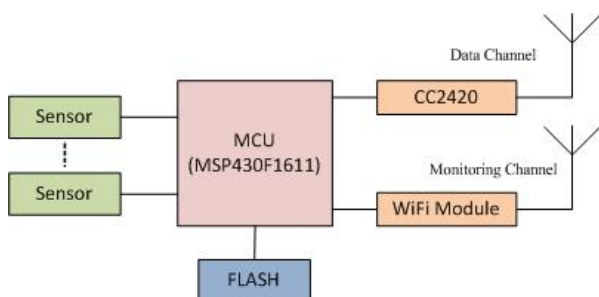 Data Channel
CC2420
Sensor
MCU
(MSP430F1611)
Monitoring Channel
Sensor
WiFi Module
FLASH